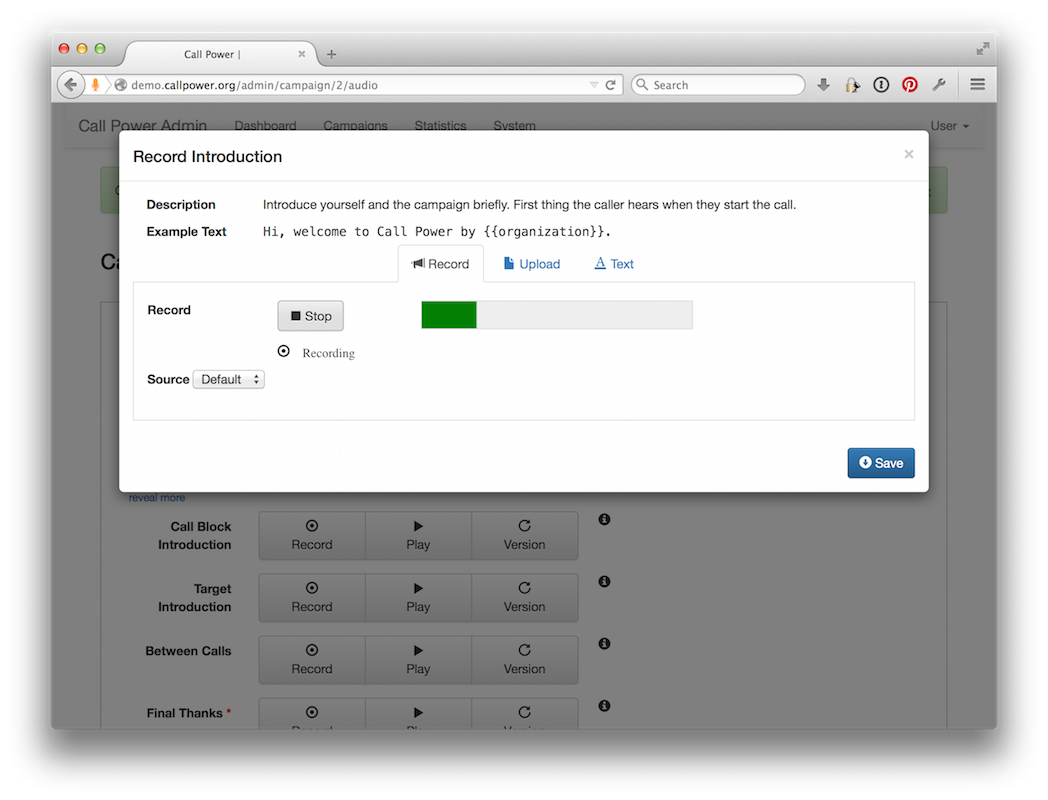 Call Power |
demo.callpower.org/admin/campaign/2/audio
Search
Call Power Admin Dashboard Campaigns Statistics System User
Record Introduction
Description Introduce yourself and the campaign briefly. First thing the caller hears when they start the call.
Example Text Hi, welcome to Call Power by {{organization}}.
Record Upload Text
Record Stop
Recording
Source Default
Save
reveal more
Call Block Introduction
Record Play Version
Target Introduction
Record Play Version
Between Calls
Record Play Version
Final Thanks *
Record Play Version